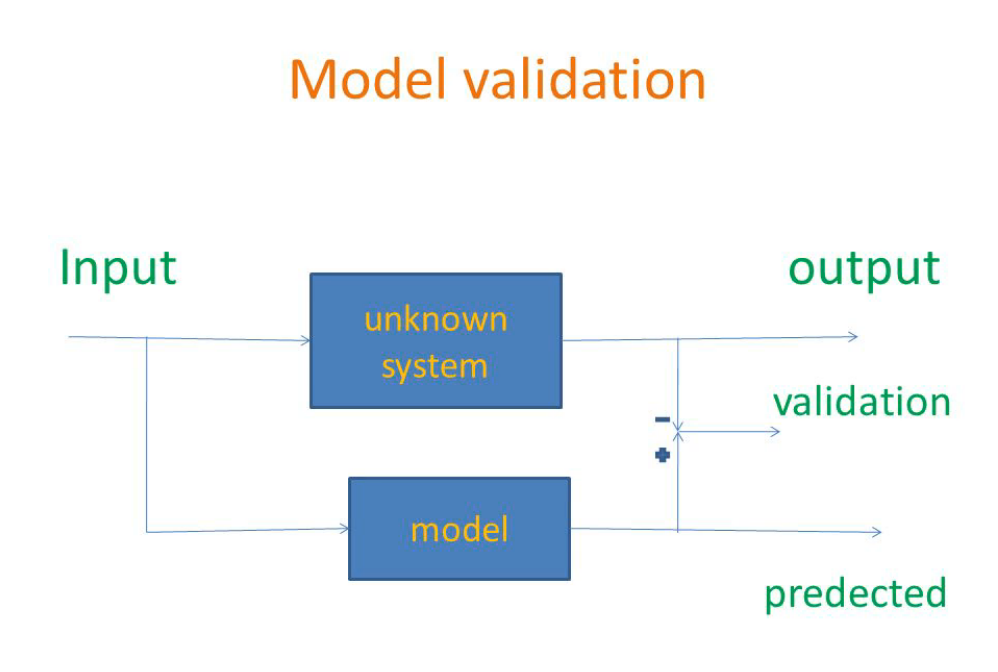 Model validation
Input
output
unknown
system
validation
-
+
model
predected